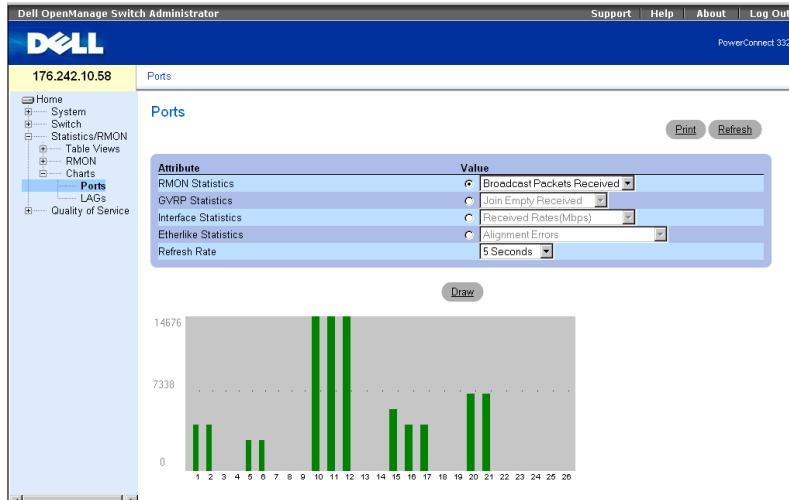 Dell OpenManage Switch Administrator
Support Help About Log Out
DELL
PowerConnect 332
176.242.10.58
Ports
Home
System
Switch
Statistics/RMON
Table Views
RMON
Charts
Ports
LAGs
Quality of Service
Ports
Print Refresh
Attribute Value
RMON Statistics Broadcast Packets Received
GVRP Statistics Join Empty Received
Interface Statistics Received Rates(Mbps)
Etherlike Statistics Alignment Errors
Refresh Rate 5 Seconds
Draw
14676
7338
0
1 2 3 4 5 6 7 8 9 10 11 12 13 14 15 16 17 18 19 20 21 22 23 24 25 26